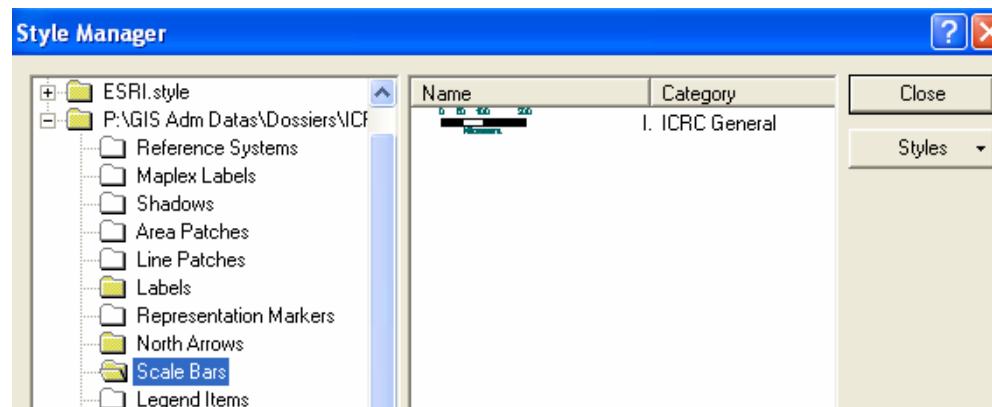 Style Manager
ESRI.style
P:\GIS Adm Datas\Dossiers\ICF
Reference Systems
Maplex Labels
Shadows
Area Patches
Line Patches
Labels
Representation Markers
North Arrows
Scale Bars
Legend Items
Name Category
I. ICRC General
Close
Styles